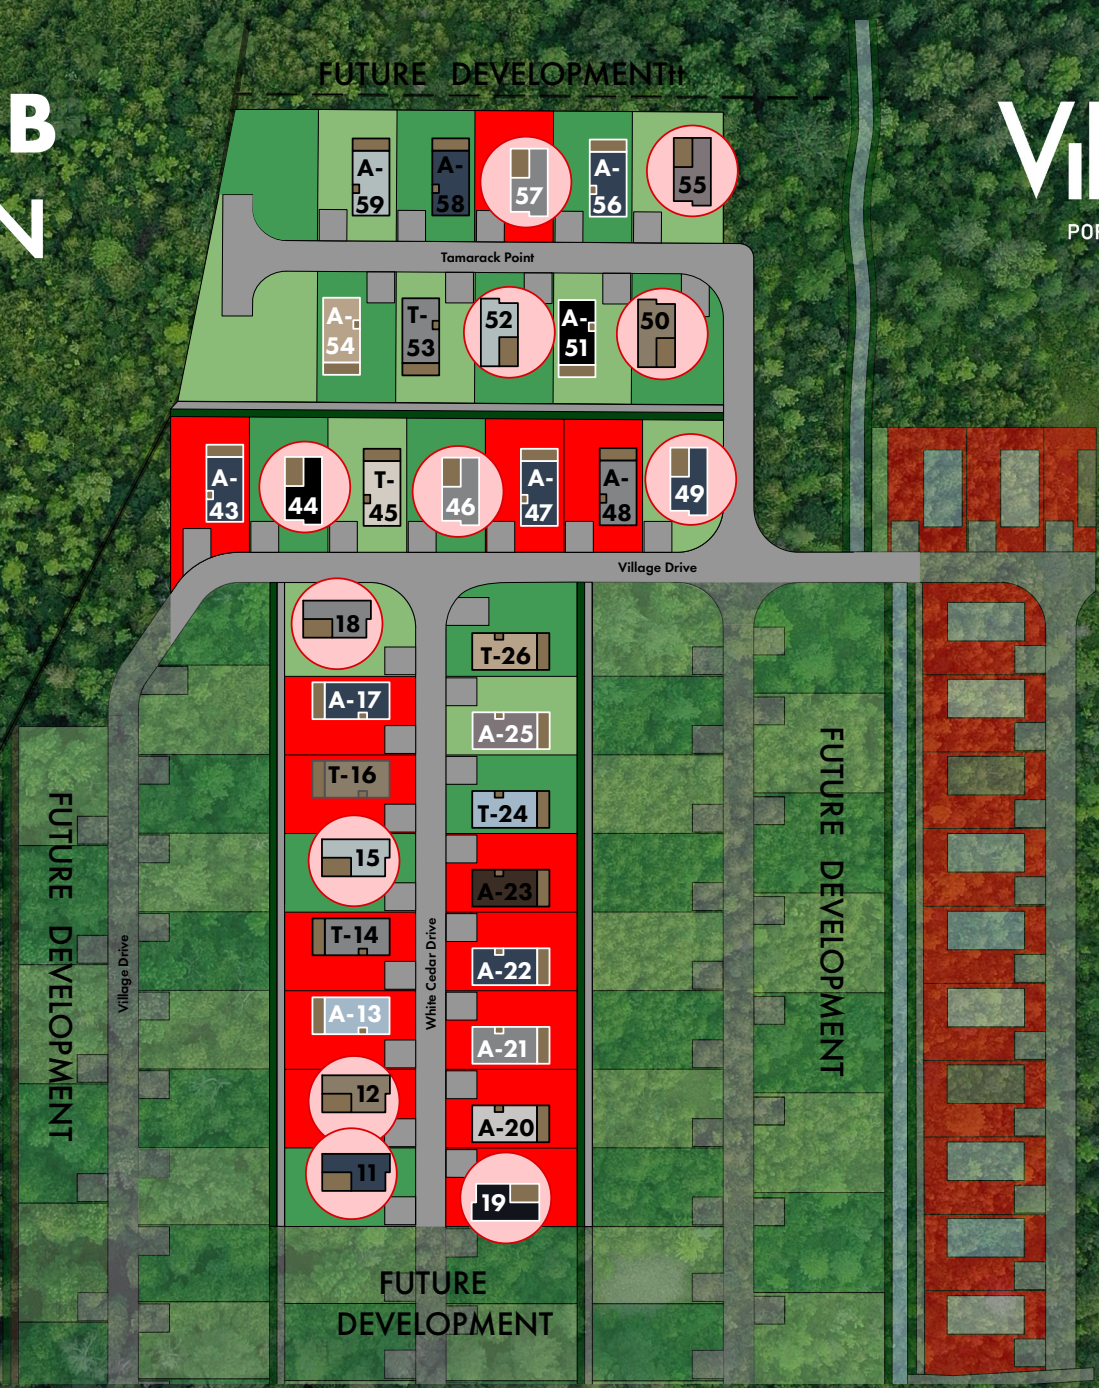 FUTURE DEVELOPMENT††
B
N
VIL
POR
A-
59
A-
58
57
A-
56
55
Tamarack Point
A-
54
T-
53
52
A-
51
50
A-
43
44
T-
45
46
A-
47
A-
48
49
Village Drive
18
T-26
A-17
A-25
T-16
T-24
15
A-23
T-14
A-22
A-13
A-21
12
A-20
11
19
White Cedar Drive
Village Drive
FUTURE DEVELOPMENT
FUTURE DEVELOPMENT
FUTURE
DEVELOPMENT